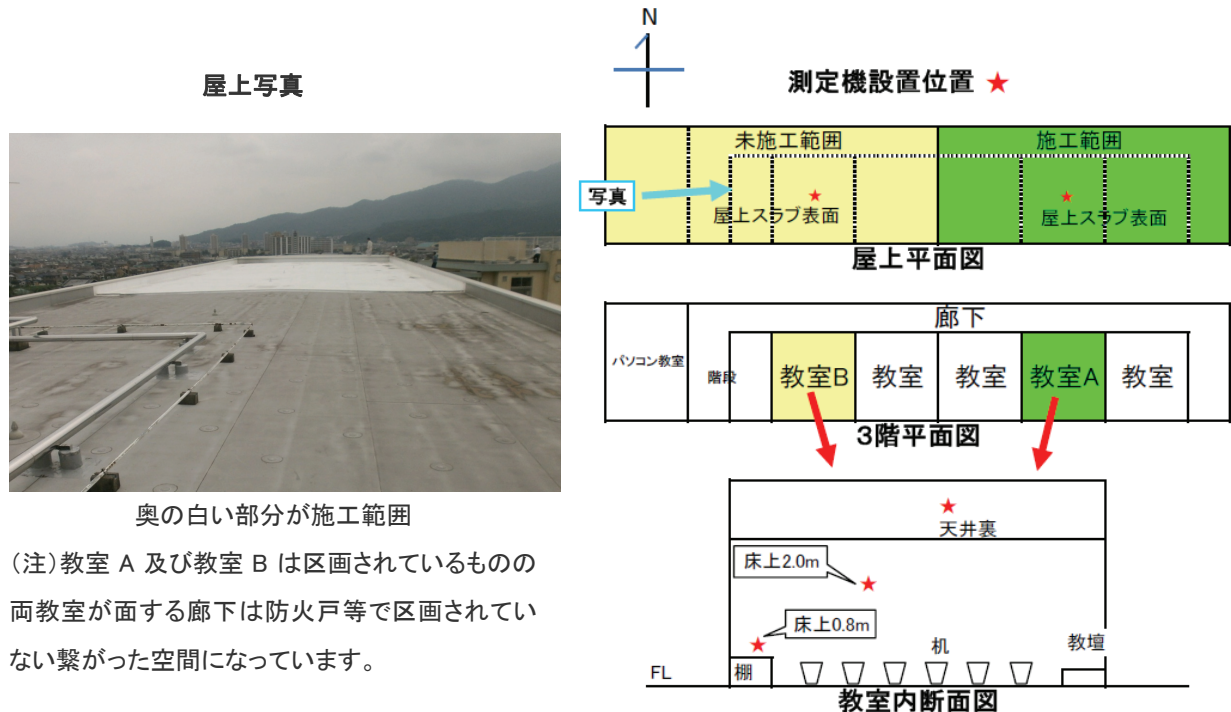 屋上写真
奥の白い部分が施工範囲
(注)教室 A 及び教室 B は区画されているものの
両教室が面する廊下は防火戸等で区画されてい
ない繋がった空間になっています。
N
測定機設置位置 ★
未施工範囲
施工範囲
写真
★
★
屋上スラブ表面
屋上スラブ表面
屋上平面図
廊下
パソコン教室
階段
教室B
教室
教室
教室A
教室
3階平面図
★
天井裏
床上2.0m
★
床上0.8m
★
机
教壇
FL
棚
教室内断面図